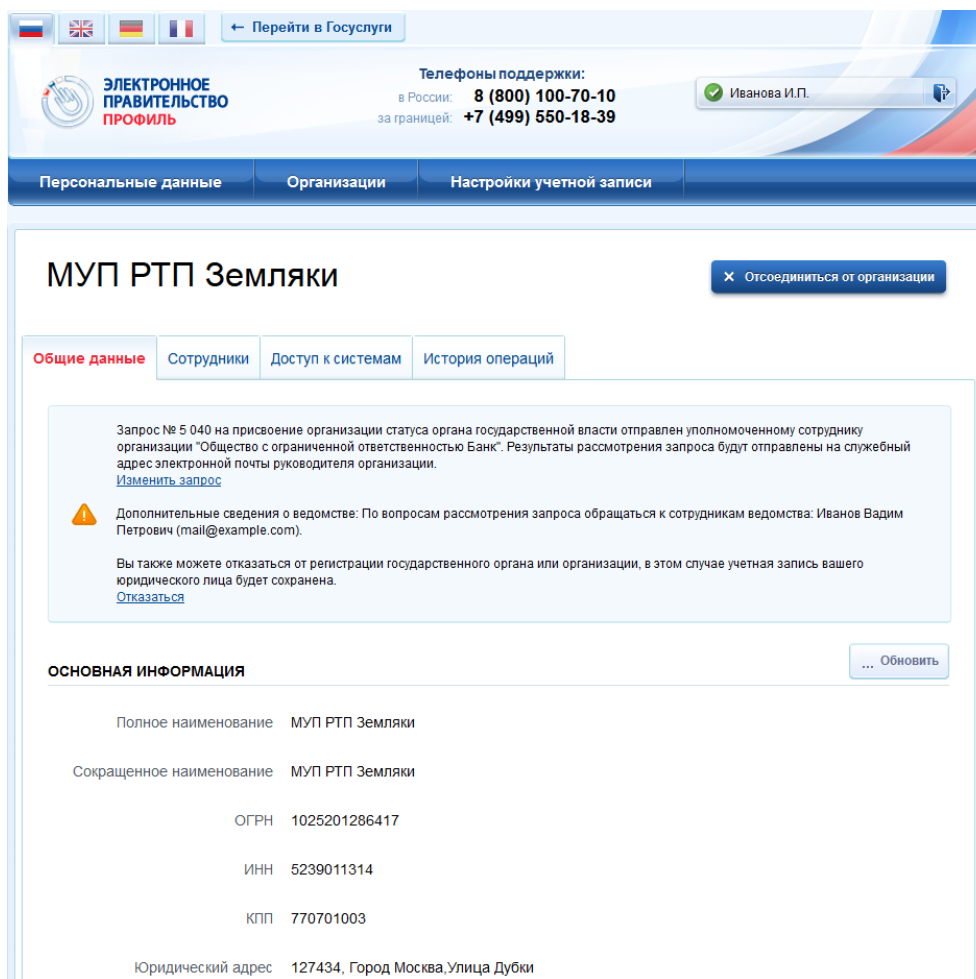 ← Перейти в Госуслуги
ЭЛЕКТРОННОЕ
ПРАВИТЕЛЬСТВО
ПРОФИЛЬ
Телефоны поддержки:
в России: 8 (800) 100-70-10
за границей: +7 (499) 550-18-39
Иванова И.П.
Персональные данные Организации Настройки учетной записи
МУП РТП Земляки
× Отсоединиться от организации
Общие данные Сотрудники Доступ к системам История операций
Запрос № 5 040 на присвоение организации статуса органа государственной власти отправлен уполномоченному сотруднику
организации "Общество с ограниченной ответственностью Банк". Результаты рассмотрения запроса будут отправлены на служебный
адрес электронной почты руководителя организации.
Изменить запрос
Дополнительные сведения о ведомстве: По вопросам рассмотрения запроса обращаться к сотрудникам ведомства: Иванов Вадим
Петрович (mail@example.com).
Вы также можете отказаться от регистрации государственного органа или организации, в этом случае учетная запись вашего
юридического лица будет сохранена.
Отказаться
ОСНОВНАЯ ИНФОРМАЦИЯ
... Обновить
Полное наименование МУП РТП Земляки
Сокращенное наименование МУП РТП Земляки
ОГРН 1025201286417
ИНН 5239011314
КПП 770701003
Юридический адрес 127434, Город Москва,Улица Дубки